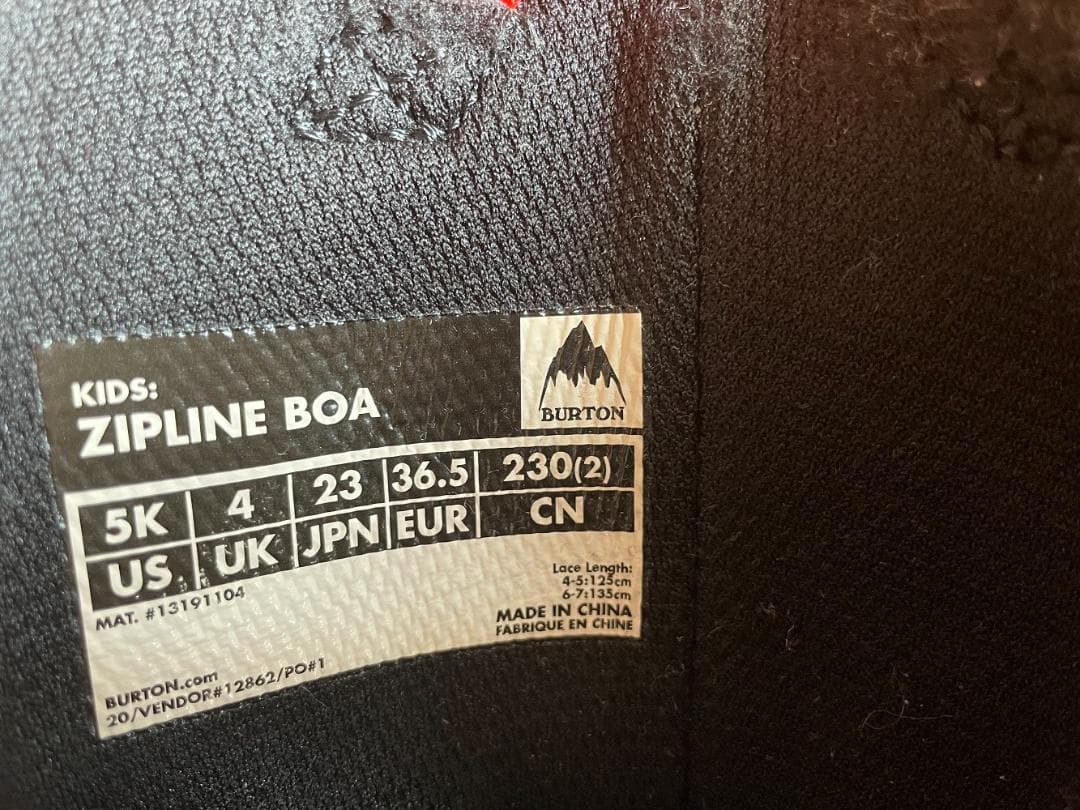 KIDS:
ZIPLINE BOA
BURTON
5K 4 23 36.5 230(2)
US UK JPN EUR CN
MAT. #13191104
Lace Length:
4-5:125cm
6-7:135cm
MADE IN CHINA
FABRIQUE EN CHINE
BURTON.com
20/VENDOR#12862/PO#1